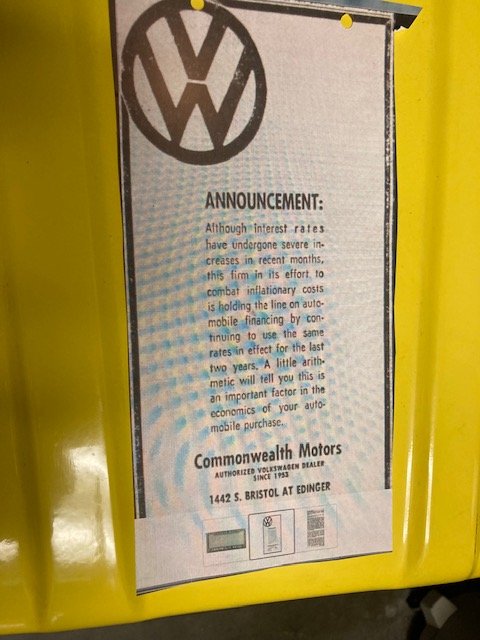 VW
ANNOUNCEMENT:
Although interest rates
have undergone severe in-
creases in recent months,
this firm in its effort to
combat inflationary costs
is holding the line on auto-
mobile financing by con-
tinuing to use the same
rates in effect for the last
two years. A little arith-
metic will tell you this is
an important factor in the
economics of your auto-
mobile purchase.
Commonwealth Motors
AUTHORIZED VOLKSWAGEN DEALER
SINCE 1953
1442 S. BRISTOL AT EDINGER